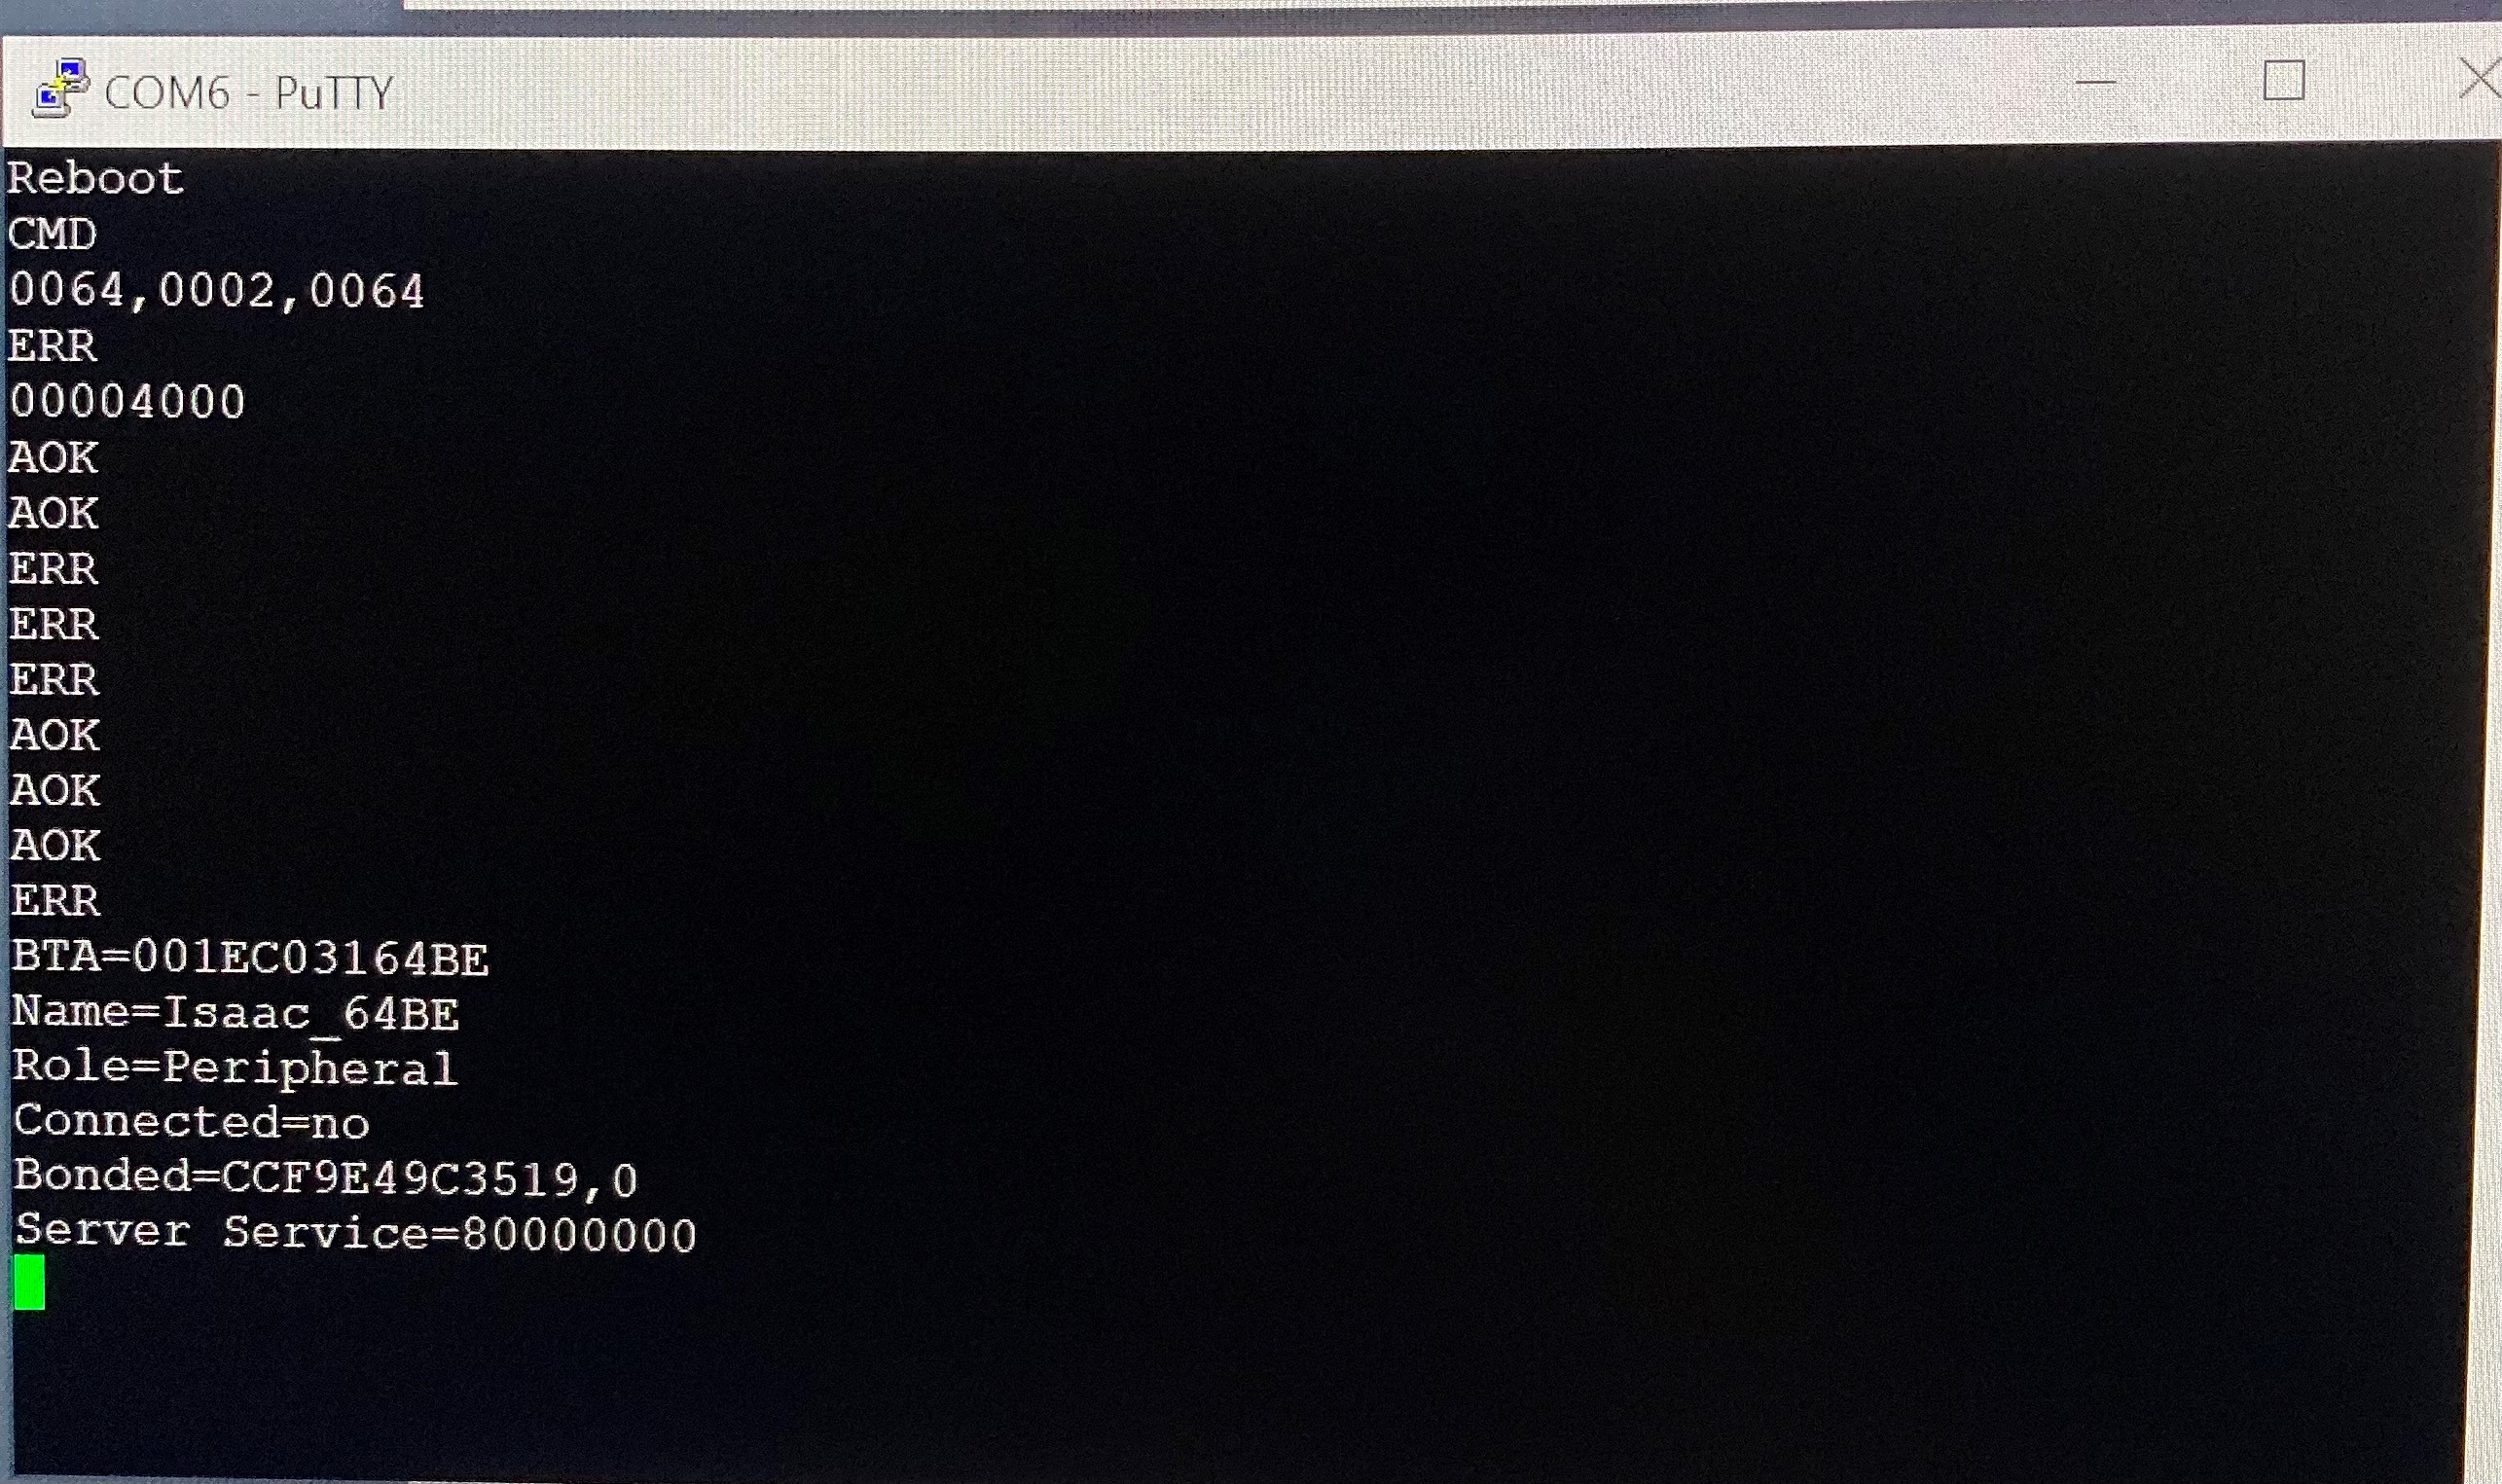 COM6 - PuTTY
Reboot
CMD
0064,0002,0064
ERR
00004000
AOK
AOK
ERR
ERR
ERR
AOK
AOK
AOK
ERR
BTA=001EC03164BE
Name=Isaac_64BE
Role=Peripheral
Connected=no
Bonded=CCF9E49C3519,0
Server Service=80000000